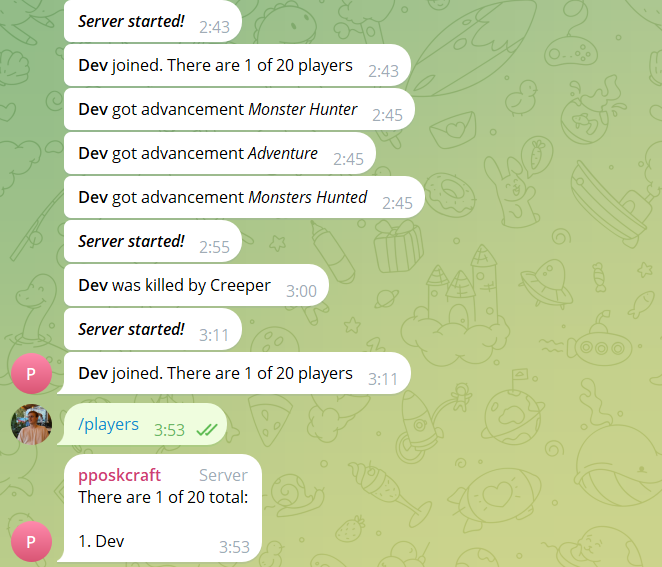 Server started! 2:43
Dev joined. There are 1 of 20 players 2:43
Dev got advancement Monster Hunter 2:45
Dev got advancement Adventure 2:45
Dev got advancement Monsters Hunted 2:45
Server started! 2:55
Dev was killed by Creeper 3:00
Server started! 3:11
P Dev joined. There are 1 of 20 players 3:11
/players 3:53
pposkcraft Server
There are 1 of 20 total:
P 1. Dev 3:53